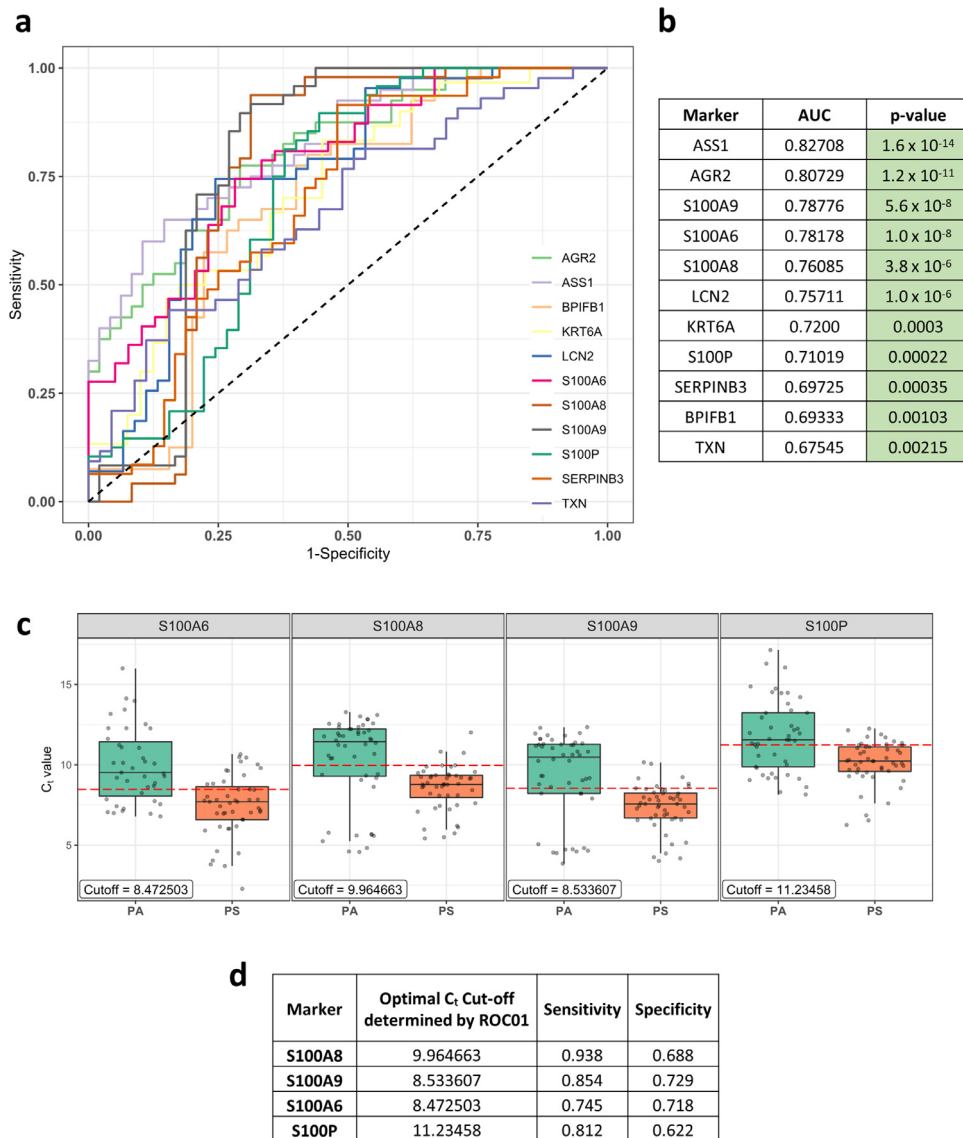 a
1.00
0.75
0.50
0.25
0.00
Sensitivity
0.00 0.25 0.50 0.75 1.00
1-Specificity
AGR2
ASS1
BPIFB1
KRT6A
LCN2
S100A6
S100A8
S100A9
S100P
SERPINB3
TXN
b
Marker AUC p-value
ASS1 0.82708 1.6 x 10⁻¹⁴
AGR2 0.80729 1.2 x 10⁻¹¹
S100A9 0.78776 5.6 x 10⁻⁸
S100A6 0.78178 1.0 x 10⁻⁸
S100A8 0.76085 3.8 x 10⁻⁶
LCN2 0.75711 1.0 x 10⁻⁶
KRT6A 0.7200 0.0003
S100P 0.71019 0.00022
SERPINB3 0.69725 0.00035
BPIFB1 0.69333 0.00103
TXN 0.67545 0.00215
c
S100A6 S100A8 S100A9 S100P
15
10
5
Cₜ value
Cutoff = 8.472503 Cutoff = 9.964663 Cutoff = 8.533607 Cutoff = 11.23458
PA PS PA PS PA PS PA PS
d
Marker Optimal Cₜ Cut-off determined by ROC01 Sensitivity Specificity
S100A8 9.964663 0.938 0.688
S100A9 8.533607 0.854 0.729
S100A6 8.472503 0.745 0.718
S100P 11.23458 0.812 0.622